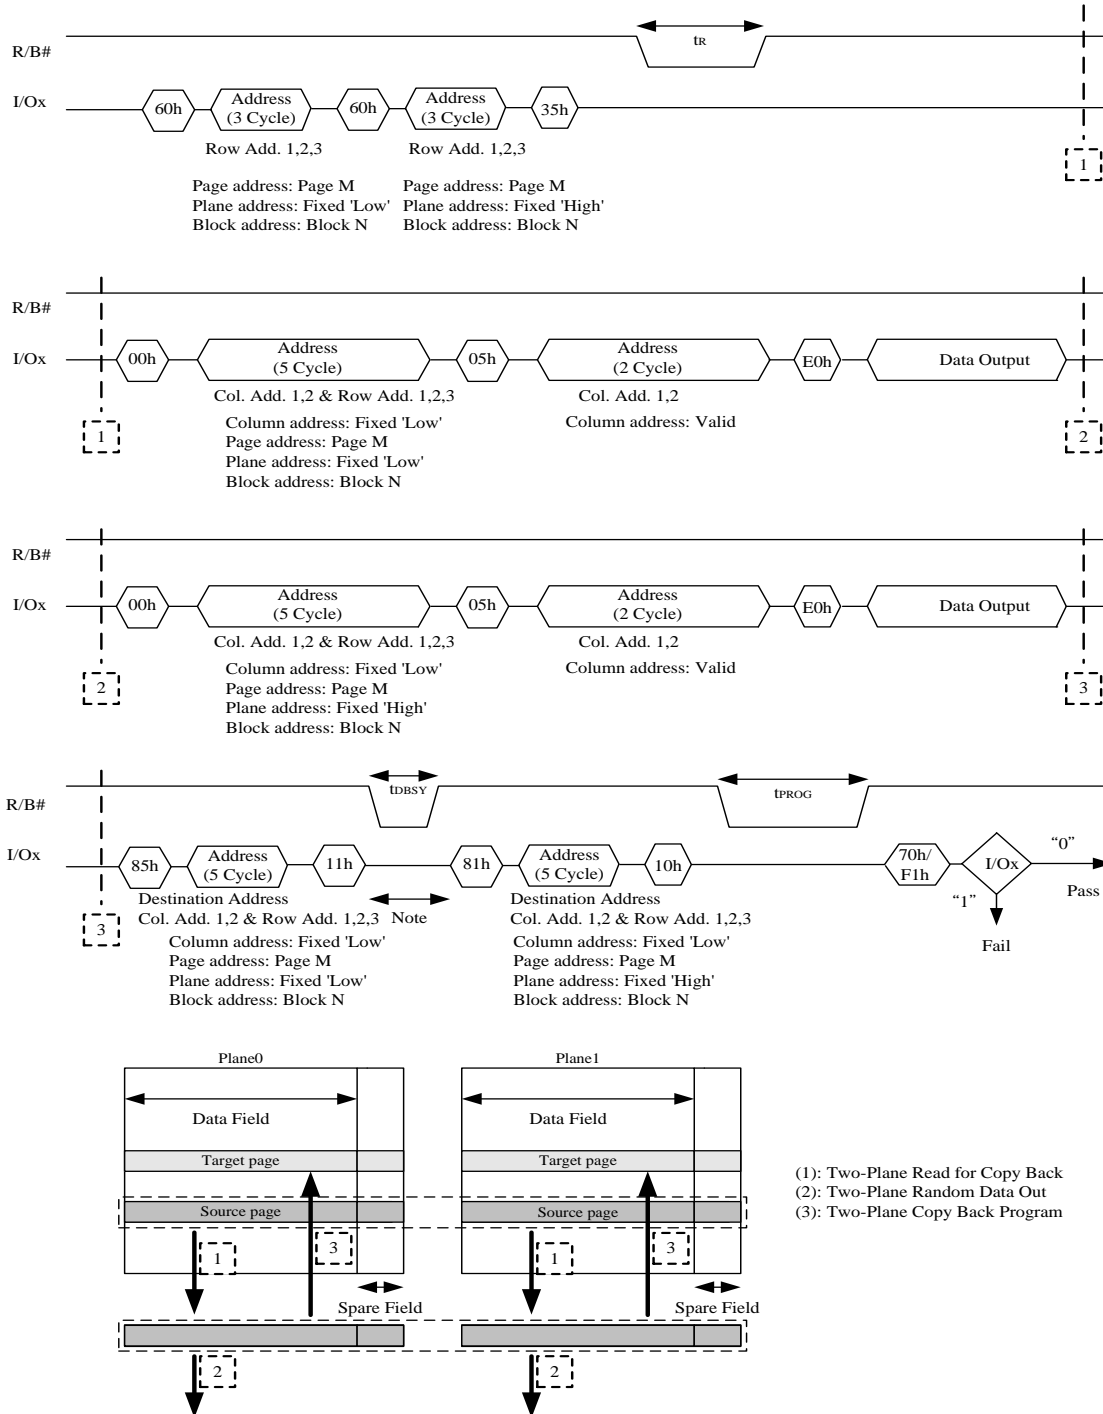 tR
R/B#
I/Ox
60h
Address
(3 Cycle)
60h
Address
(3 Cycle)
35h
Row Add. 1,2,3
Row Add. 1,2,3
1
Page address: Page M
Plane address: Fixed 'Low'
Block address: Block N
Page address: Page M
Plane address: Fixed 'High'
Block address: Block N
R/B#
I/Ox
00h
Address
(5 Cycle)
05h
Address
(2 Cycle)
E0h
Data Output
Col. Add. 1,2 & Row Add. 1,2,3
Col. Add. 1,2
Column address: Fixed 'Low'
Page address: Page M
Plane address: Fixed 'Low'
Block address: Block N
Column address: Valid
1
2
R/B#
I/Ox
00h
Address
(5 Cycle)
05h
Address
(2 Cycle)
E0h
Data Output
Col. Add. 1,2 & Row Add. 1,2,3
Col. Add. 1,2
Column address: Fixed 'Low'
Page address: Page M
Plane address: Fixed 'High'
Block address: Block N
Column address: Valid
2
3
tDBSY
tPROG
R/B#
I/Ox
85h
Address
(5 Cycle)
11h
81h
Address
(5 Cycle)
10h
70h/
F1h
I/Ox
“0”
Pass
“1”
Fail
Destination Address
Col. Add. 1,2 & Row Add. 1,2,3
Column address: Fixed 'Low'
Page address: Page M
Plane address: Fixed 'Low'
Block address: Block N
Note
Destination Address
Col. Add. 1,2 & Row Add. 1,2,3
Column address: Fixed 'Low'
Page address: Page M
Plane address: Fixed 'High'
Block address: Block N
3
Plane0
Plane1
Data Field
Data Field
Target page
Target page
Source page
Source page
1
3
1
3
Spare Field
Spare Field
2
2
(1): Two-Plane Read for Copy Back
(2): Two-Plane Random Data Out
(3): Two-Plane Copy Back Program